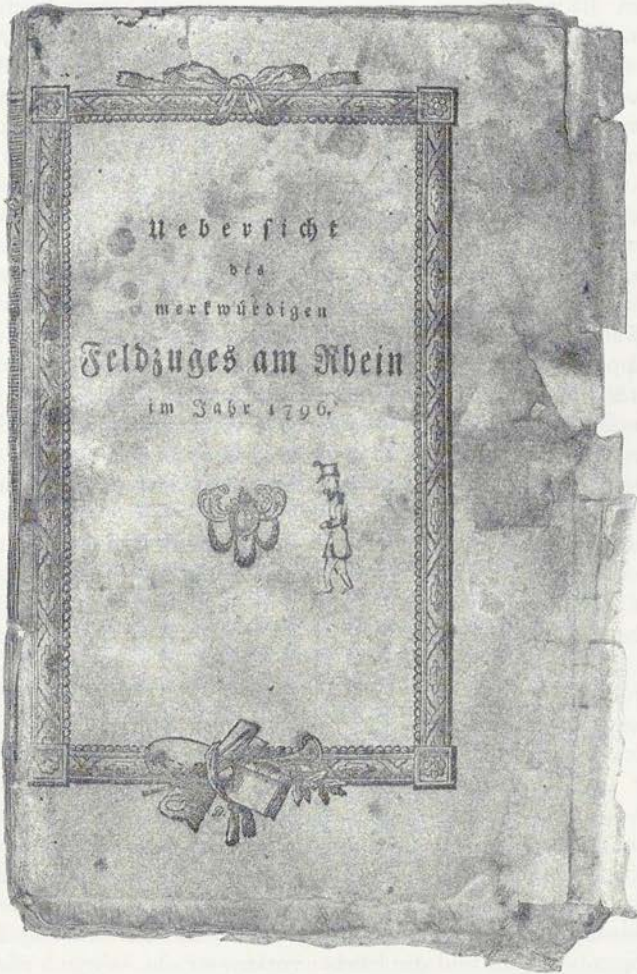 Uebersicht
des
merkwürdigen
Feldzuges am Rhein
im Jahr 1796.